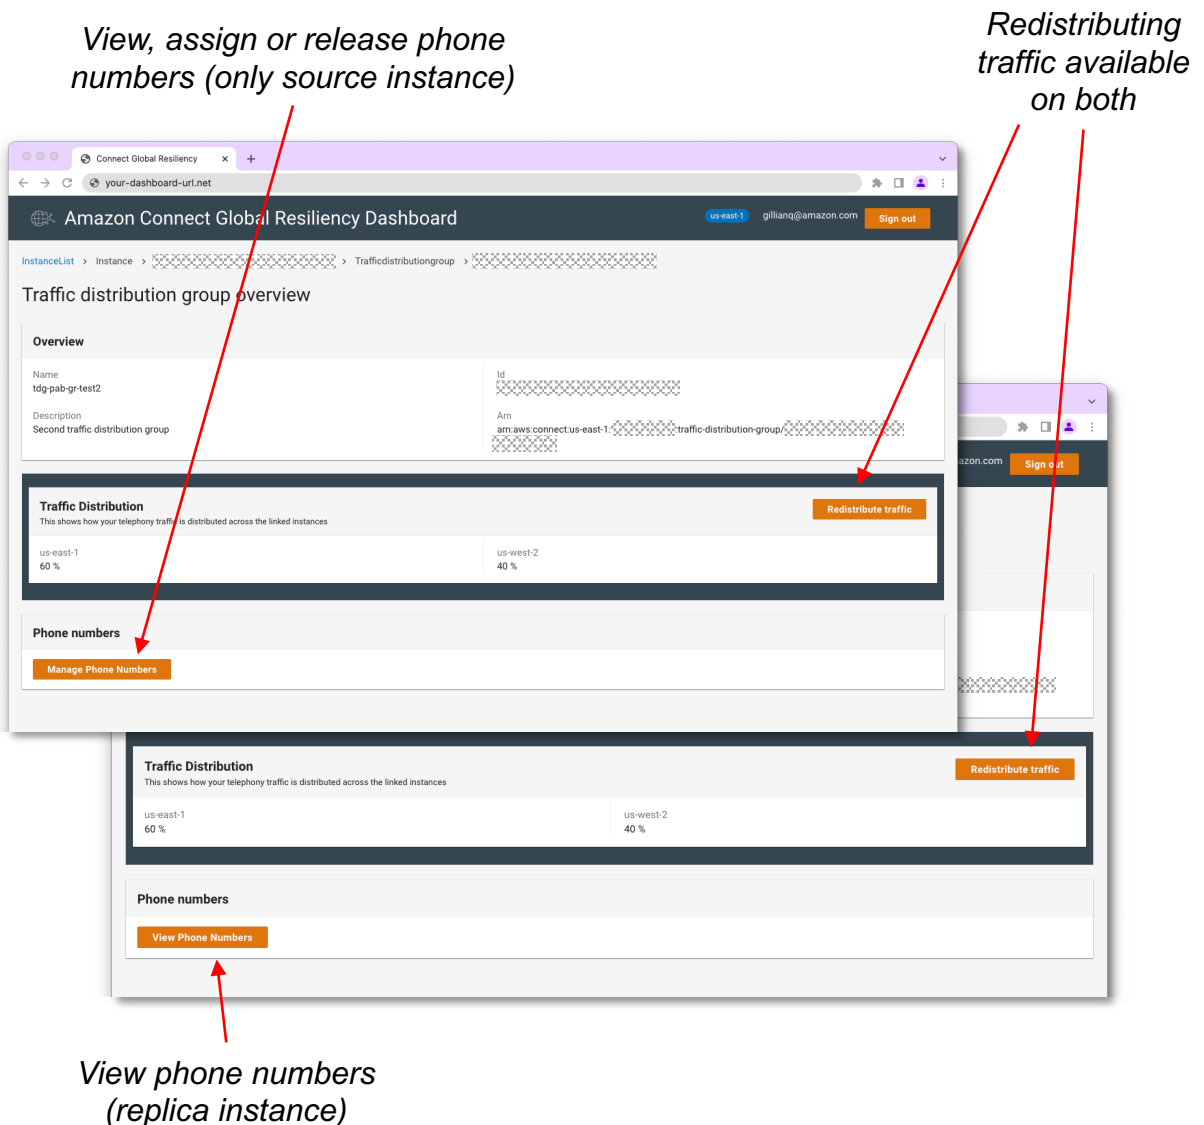 View, assign or release phone
numbers (only source instance)
Redistributing
traffic available
on both
Connect Global Resiliency
your-dashboard-url.net
Amazon Connect Global Resiliency Dashboard
us-east-1
gillianq@amazon.com
Sign out
InstanceList > Instance > > Trafficdistributiongroup >
Traffic distribution group overview
Overview
Name
tdg-pab-gr-test2
Id
Description
Second traffic distribution group
Arn
arn:aws:connect:us-east-1: :traffic-distribution-group/
Traffic Distribution
This shows how your telephony traffic is distributed across the linked instances
Redistribute traffic
us-east-1
60 %
us-west-2
40 %
Phone numbers
Manage Phone Numbers
azon.com
Sign out
Traffic Distribution
This shows how your telephony traffic is distributed across the linked instances
Redistribute traffic
us-east-1
60 %
us-west-2
40 %
Phone numbers
View Phone Numbers
View phone numbers
(replica instance)